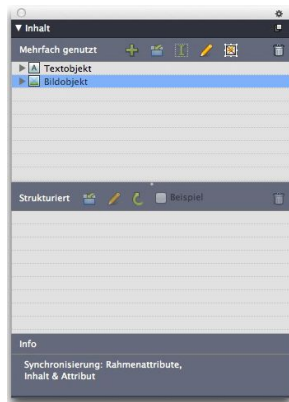 Inhalt
Mehrfach genutzt
A Textobjekt
Bildobjekt
Strukturiert Beispiel
Info
Synchronisierung: Rahmenattribute,
Inhalt & Attribut